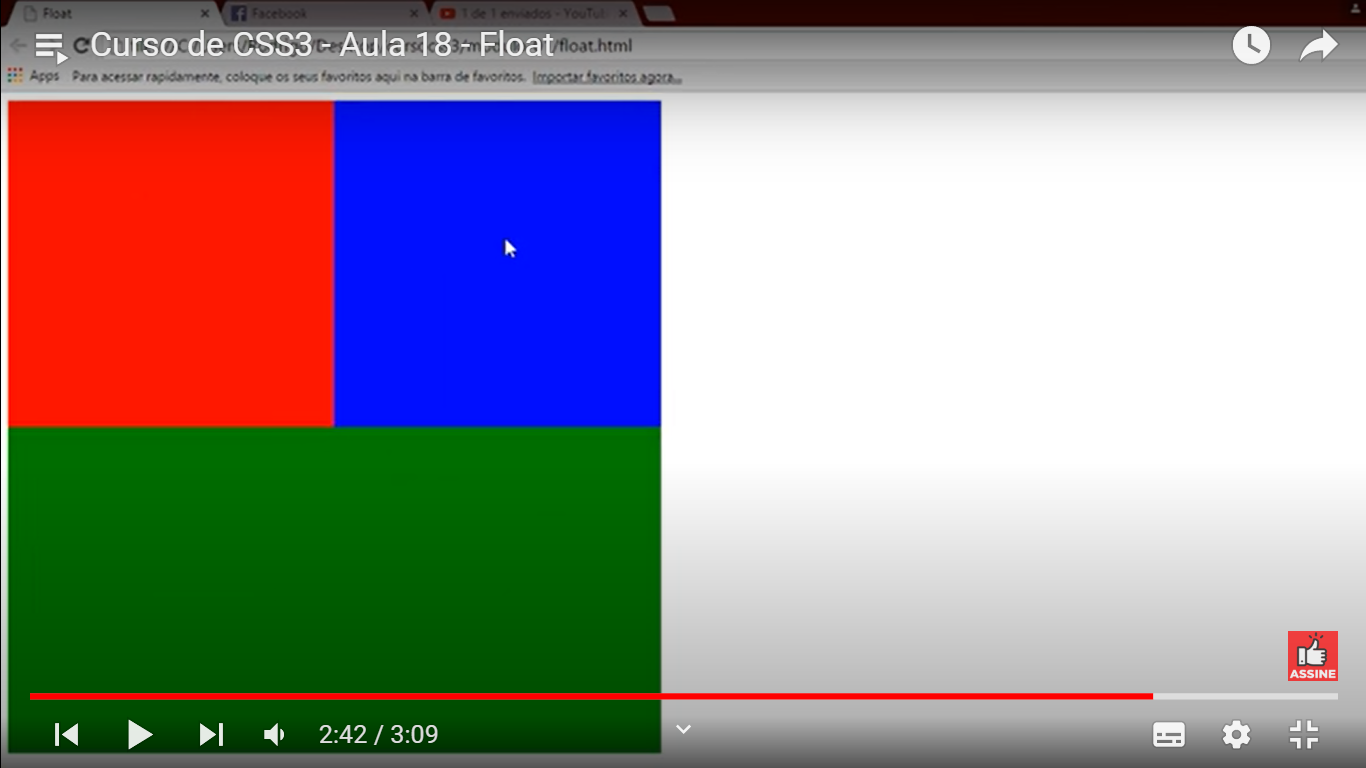 Float
Facebook
1 de 1 enviados - YouTub
Curso de CSS3 - Aula 18 - Float
/float.html
Apps Para acessar rapidamente, coloque os seus favoritos aqui na barra de favoritos. Importar favoritos agora...
ASSINE
2:42 / 3:09